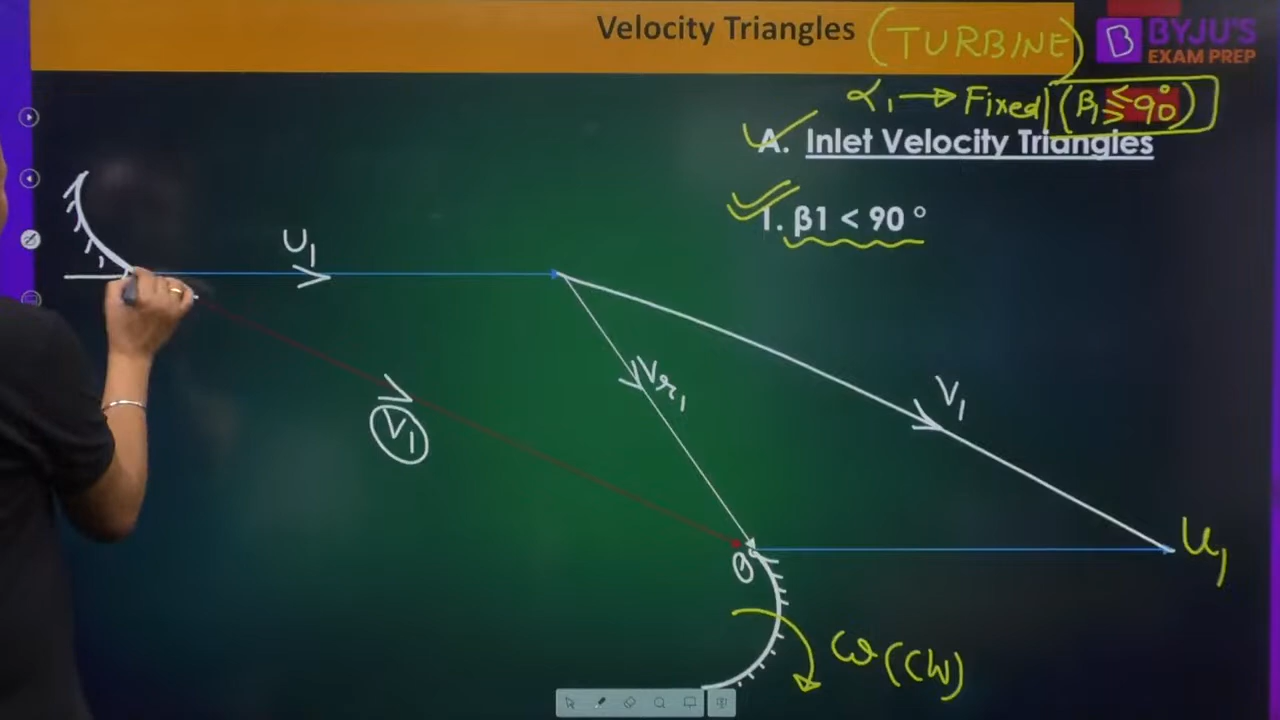 Velocity Triangles (TURBINE)
BYJU'S
EXAM PREP
α₁ → Fixed (β₁ ⪋ 90°)
A. Inlet Velocity Triangles
1. β1 < 90 °
U₁
Vr₁
V₁
V₁
U₁
ω (CW)